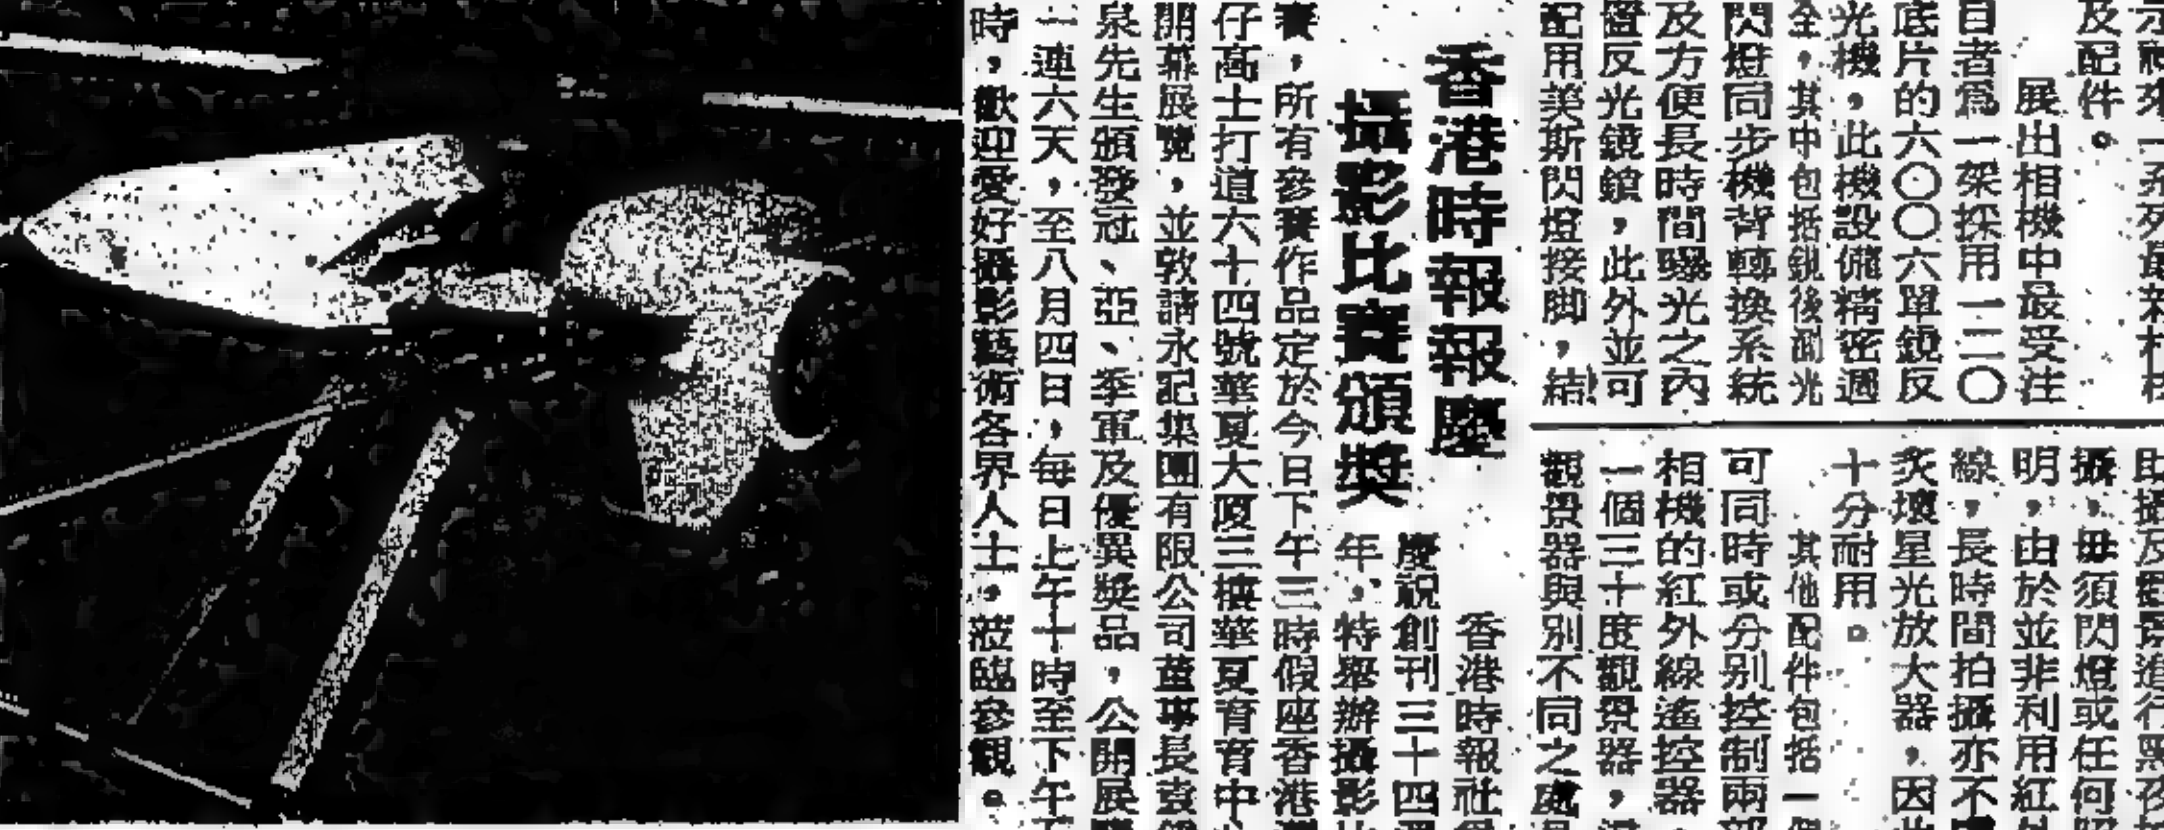 及配件。
展出相機中最受注
目者爲一架採用一二〇
底片的六〇〇六單鏡反
光機,此機設備精密週
全,其中包括鏡後測光
閃燈同步機背轉換系統
及方便長時間曝光之內
置反光鏡鎖,此外並可
配用美斯閃燈接脚,結
攝,毋須閃燈或任何
明,由於並非利用紅
線,長時間拍攝亦不
炙壞星光放大器,因
十分耐用。
其他配件包括一
可同時或分别控制兩
相機的紅外線遙控器,
一個三十度觀景器,
觀景器與别不同之處
香港時報報慶
攝影比賽頒獎
香港時報社
慶祝創刊三十四週
年,特舉辦攝影比
賽,所有參賽作品定於今日下午三時假座香港
仔高士打道六十四號華夏大廈三樓華夏育育中
開幕展覽,並敦請永記集團有限公司董事長袁
泉先生頒發冠、亞、季軍及優異獎品,公開展
一連六天,至八月四日,每日上午十時至下午
時,歡迎愛好攝影藝術各界人士,蒞臨參觀。